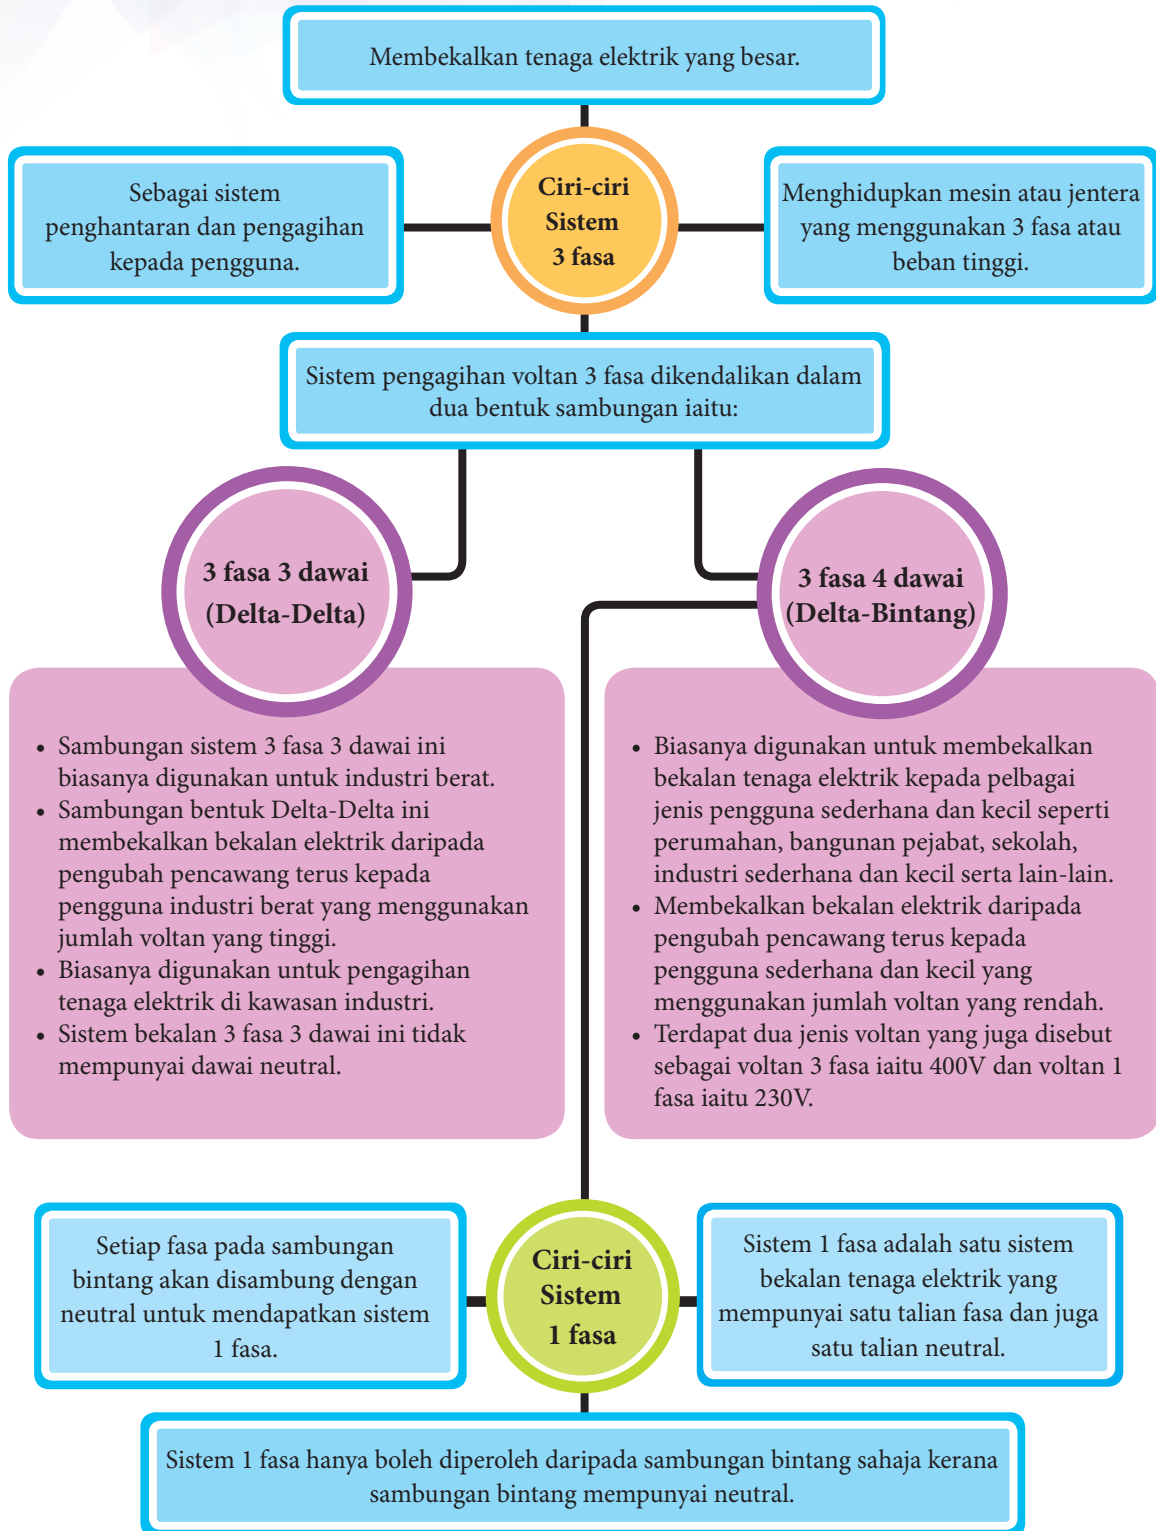 Membekalkan tenaga elektrik yang besar.
Sebagai sistem
penghantaran dan pengagihan
kepada pengguna.
Ciri-ciri
Sistem
3 fasa
Menghidupkan mesin atau jentera
yang menggunakan 3 fasa atau
beban tinggi.
Sistem pengagihan voltan 3 fasa dikendalikan dalam
dua bentuk sambungan iaitu:
3 fasa 3 dawai
(Delta-Delta)
• Sambungan sistem 3 fasa 3 dawai ini
biasanya digunakan untuk industri berat.
• Sambungan bentuk Delta-Delta ini
membekalkan bekalan elektrik daripada
pengubah pencawang terus kepada
pengguna industri berat yang menggunakan
jumlah voltan yang tinggi.
• Biasanya digunakan untuk pengagihan
tenaga elektrik di kawasan industri.
• Sistem bekalan 3 fasa 3 dawai ini tidak
mempunyai dawai neutral.
3 fasa 4 dawai
(Delta-Bintang)
• Biasanya digunakan untuk membekalkan
bekalan tenaga elektrik kepada pelbagai
jenis pengguna sederhana dan kecil seperti
perumahan, bangunan pejabat, sekolah,
industri sederhana dan kecil serta lain-lain.
• Membekalkan bekalan elektrik daripada
pengubah pencawang terus kepada
pengguna sederhana dan kecil yang
menggunakan jumlah voltan yang rendah.
• Terdapat dua jenis voltan yang juga disebut
sebagai voltan 3 fasa iaitu 400V dan voltan 1
fasa iaitu 230V.
Setiap fasa pada sambungan
bintang akan disambung dengan
neutral untuk mendapatkan sistem
1 fasa.
Ciri-ciri
Sistem
1 fasa
Sistem 1 fasa adalah satu sistem
bekalan tenaga elektrik yang
mempunyai satu talian fasa dan juga
satu talian neutral.
Sistem 1 fasa hanya boleh diperoleh daripada sambungan bintang sahaja kerana
sambungan bintang mempunyai neutral.